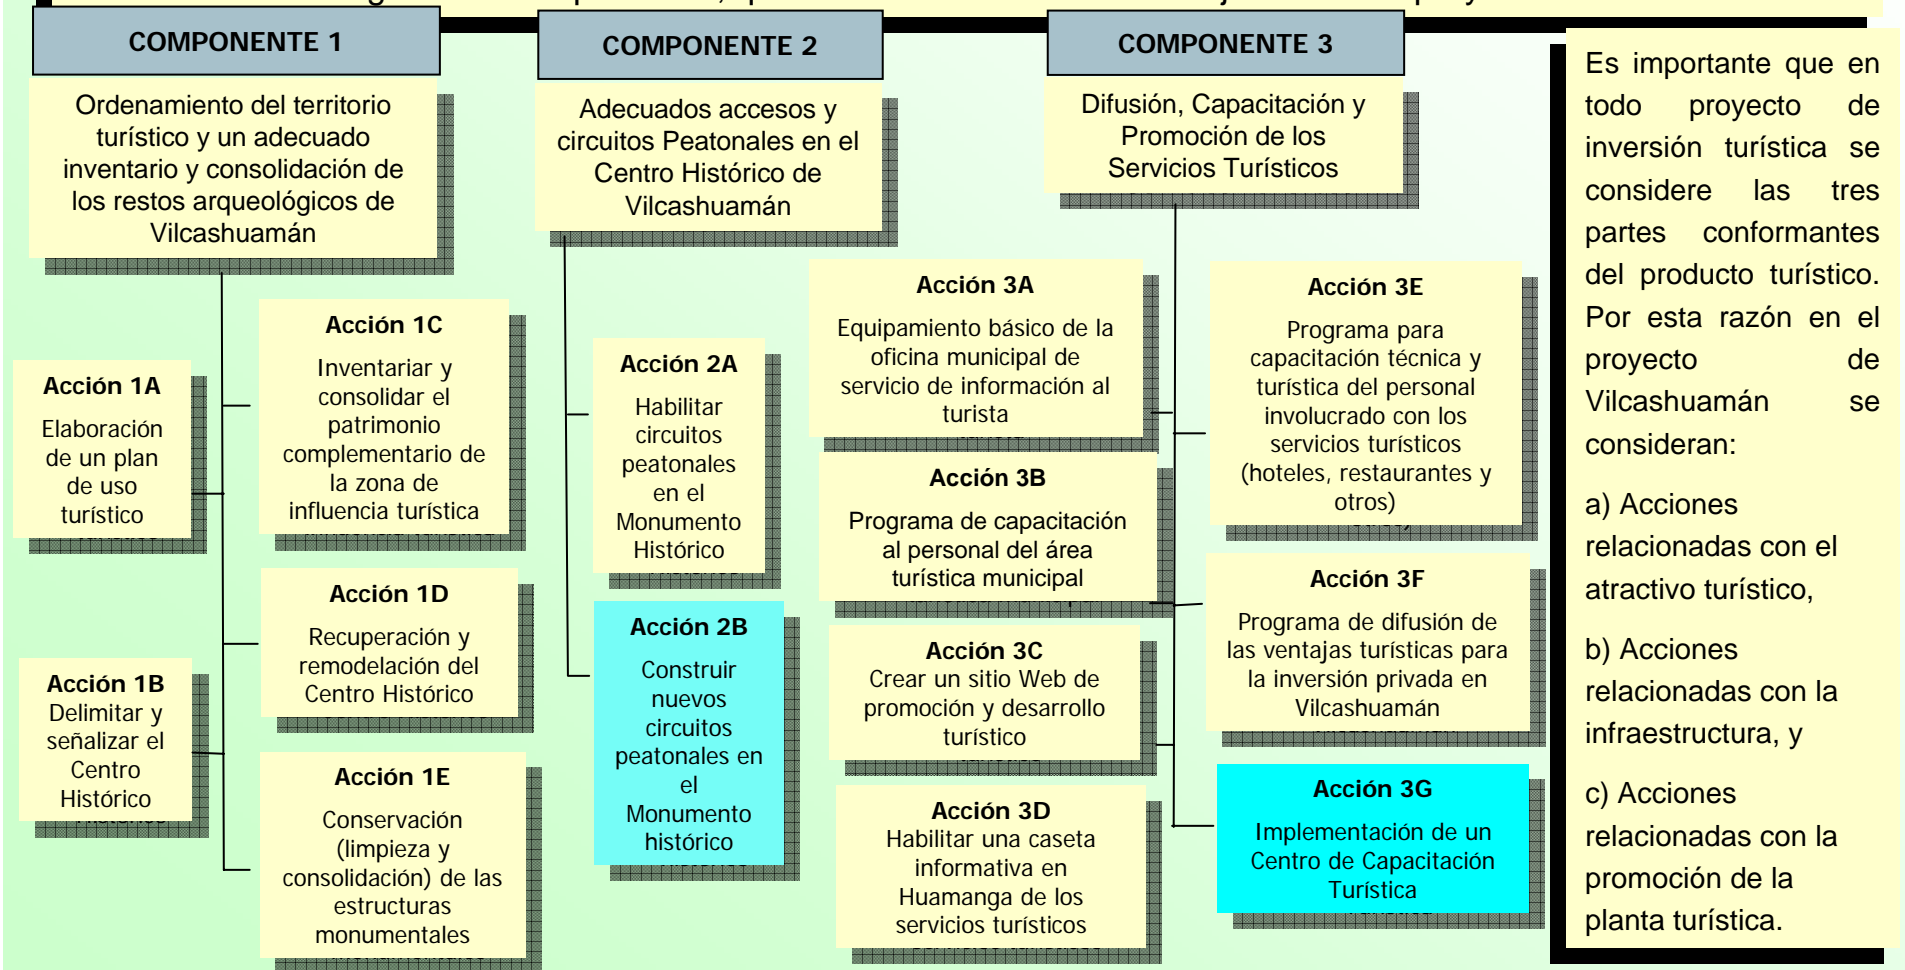 COMPONENTE 1
Ordenamiento del territorio
turístico y un adecuado
inventario y consolidación de
los restos arqueológicos de
Vilcashuamán
Acción 1A
Elaboración
de un plan
de uso
turístico
Acción 1B
Delimitar y
señalizar el
Centro
Histórico
Acción 1C
Inventariar y
consolidar el
patrimonio
complementario de
la zona de
influencia turística
Acción 1D
Recuperación y
remodelación del
Centro Histórico
Acción 1E
Conservación
(limpieza y
consolidación) de las
estructuras
monumentales
COMPONENTE 2
Adecuados accesos y
circuitos Peatonales en el
Centro Histórico de
Vilcashuamán
Acción 2A
Habilitar
circuitos
peatonales
en el
Monumento
Histórico
Acción 2B
Construir
nuevos
circuitos
peatonales en
el
Monumento
histórico
COMPONENTE 3
Difusión, Capacitación y
Promoción de los
Servicios Turísticos
Acción 3A
Equipamiento básico de la
oficina municipal de
servicio de información al
turista
Acción 3B
Programa de capacitación
al personal del área
turística municipal
Acción 3C
Crear un sitio Web de
promoción y desarrollo
turístico
Acción 3D
Habilitar una caseta
informativa en
Huamanga de los
servicios turísticos
Acción 3E
Programa para
capacitación técnica y
turística del personal
involucrado con los
servicios turísticos
(hoteles, restaurantes y
otros)
Acción 3F
Programa de difusión de
las ventajas turísticas para
la inversión privada en
Vilcashuamán
Acción 3G
Implementación de un
Centro de Capacitación
Turística
Es importante que en
todo proyecto de
inversión turística se
considere las tres
partes conformantes
del producto turístico.
Por esta razón en el
proyecto de
Vilcashuamán se
consideran:
a) Acciones
relacionadas con el
atractivo turístico,
b) Acciones
relacionadas con la
infraestructura, y
c) Acciones
relacionadas con la
promoción de la
planta turística.